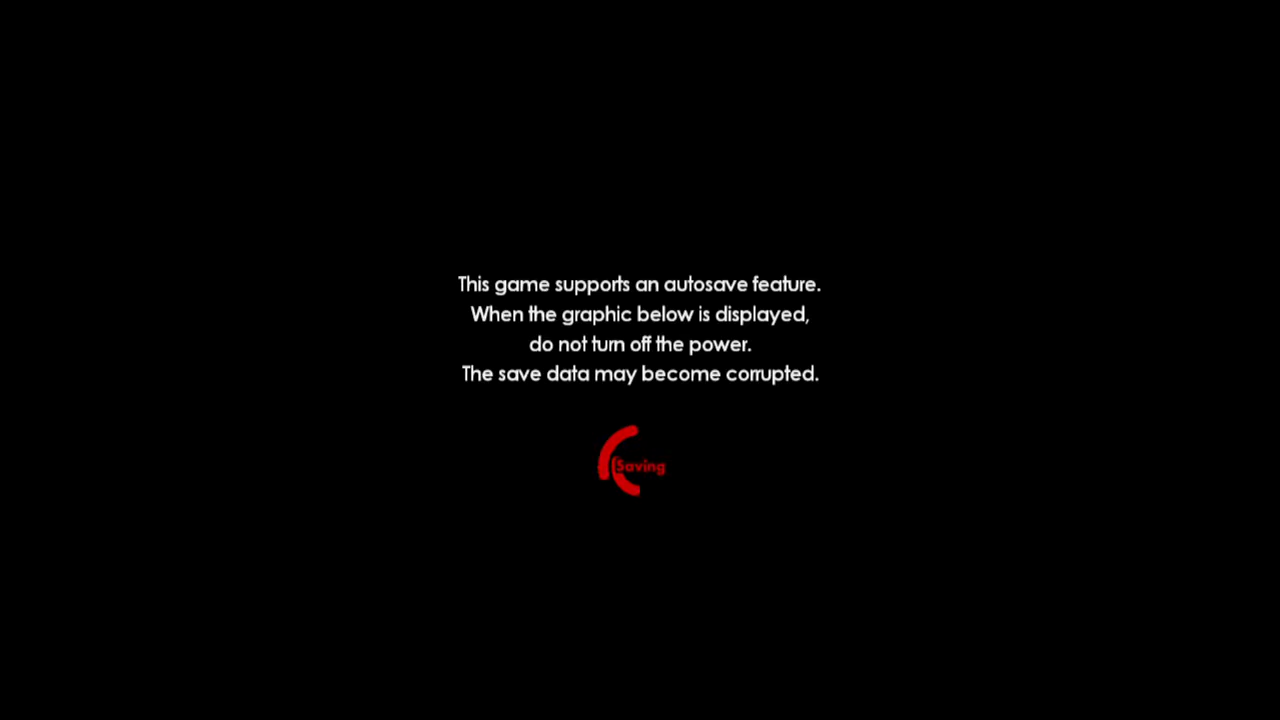 This game supports an autosave feature.
When the graphic below is displayed,
do not turn off the power.
The save data may become corrupted.
Saving